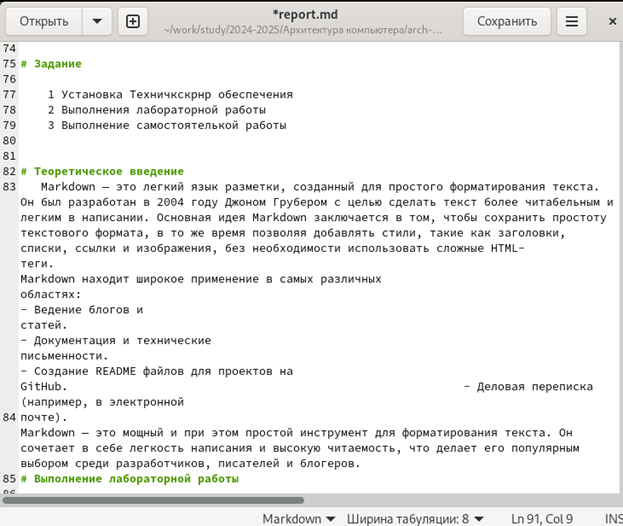 Открыть
*report.md
~/work/study/2024-2025/Архитектура компьютера/arch-...
Сохранить
74
75 # Задание
76
77 1 Установка Техничкскрнр обеспечения
78 2 Выполнения лабораторной работы
79 3 Выполнение самостоятелькой работы
80
81
82 # Теоретическое введение
83 Markdown — это легкий язык разметки, созданный для простого форматирования текста.
Он был разработан в 2004 году Джоном Грубером с целью сделать текст более читабельным и
легким в написании. Основная идея Markdown заключается в том, чтобы сохранить простоту
текстового формата, в то же время позволяя добавлять стили, такие как заголовки,
списки, ссылки и изображения, без необходимости использовать сложные HTML-
теги.
Markdown находит широкое применение в самых различных
областях:
- Ведение блогов и
статей.
- Документация и технические
письменности.
- Создание README файлов для проектов на
GitHub. - Деловая переписка
(например, в электронной
84 почте).
Markdown — это мощный и при этом простой инструмент для форматирования текста. Он
сочетает в себе легкость написания и высокую читаемость, что делает его популярным
выбором среди разработчиков, писателей и блогеров.
85 # Выполнение лабораторной работы
Markdown Ширина табуляции: 8 Ln 91, Col 9 INS